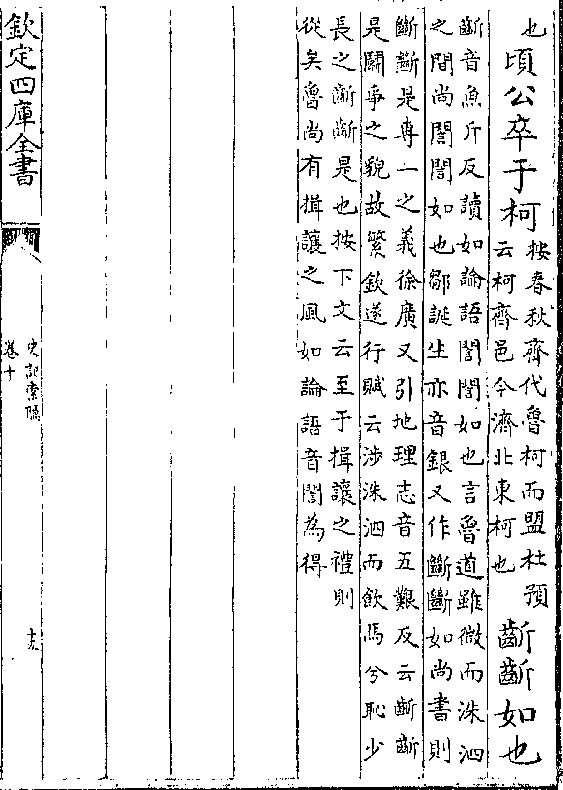 也頃公卒于柯
按春秋齊代魯柯而盟杜預
云柯齊邑今濟北東柯也
齗齗如也
齗音魚斤反讀如論語誾誾如也言魯道雖微而洙泗
之間尚誾誾如也鄒誕生亦音銀又作斷斷如尚書則
斷斷是專一之義徐廣又引地理志音五艱反云齗齗
是鬭爭之貌故繁欽遂行賦云涉洙泗而飲馬兮恥少
長之齗齗是也按下文云至于揖讓之禮則
從矣魯尚有揖讓之風如論語音誾為得
欽定四庫全書
史記索隱
卷十